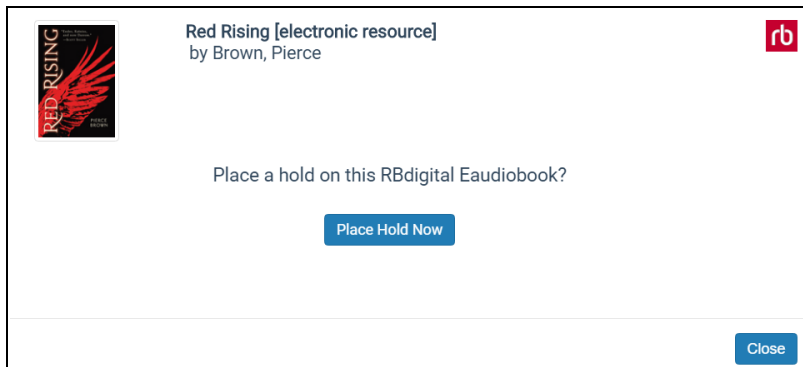 Red Rising [electronic resource]
by Brown, Pierce
rb
RED RISING
PIERCE
BROWN
Place a hold on this RBdigital Eaudiobook?
Place Hold Now
Close